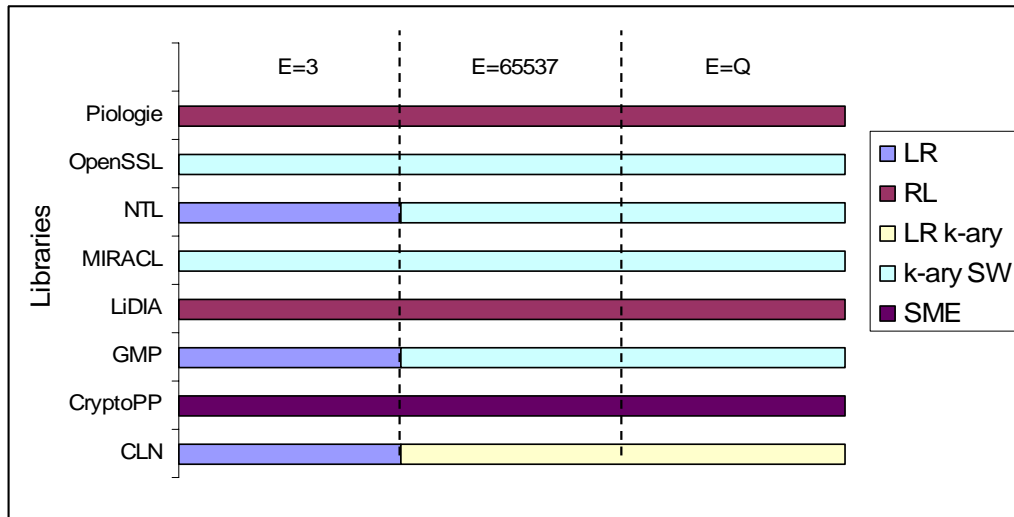 E=3 E=65537 E=Q
Libraries
Piologie
OpenSSL
NTL
MIRACL
LiDIA
GMP
CryptoPP
CLN
LR
RL
LR k-ary
k-ary SW
SME